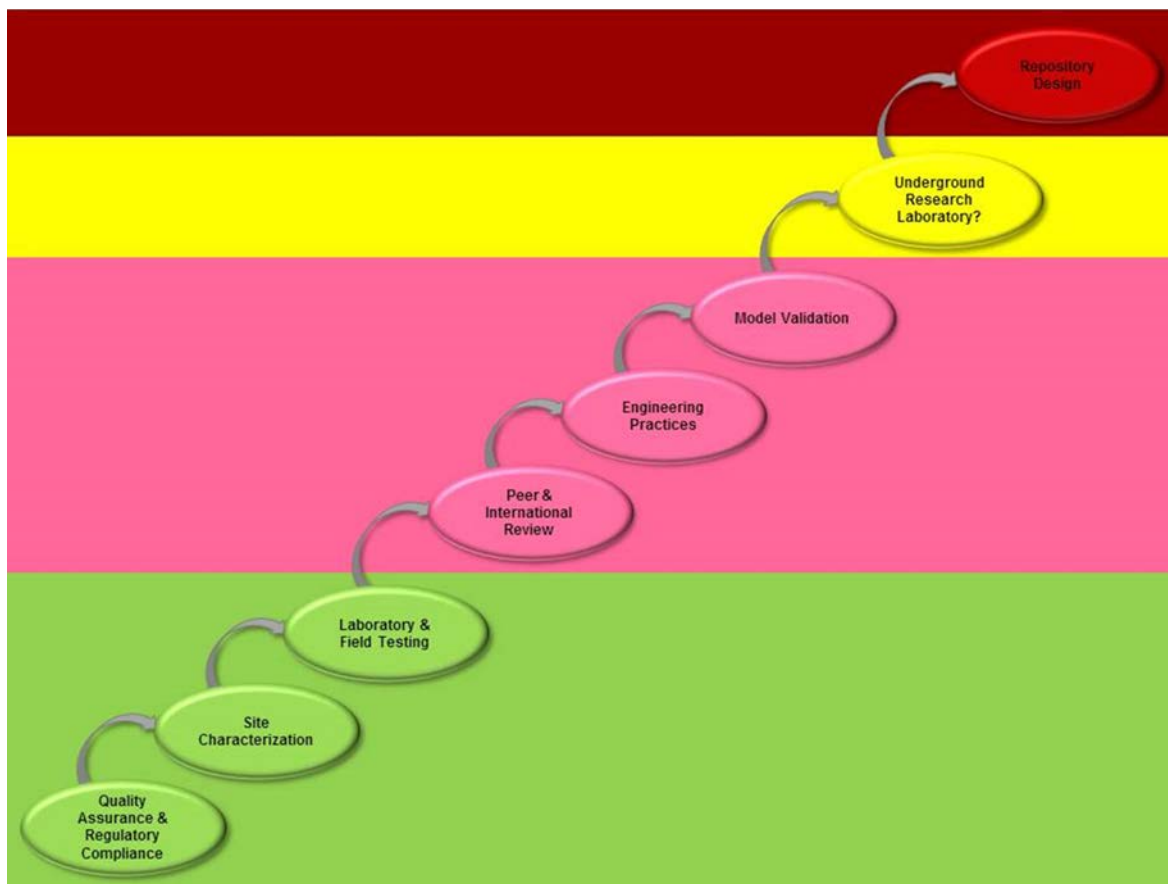 Repository
Design
Underground
Research
Laboratory?
Model Validation
Engineering
Practices
Peer &
International
Review
Laboratory &
Field Testing
Site
Characterization
Quality
Assurance &
Regulatory
Compliance